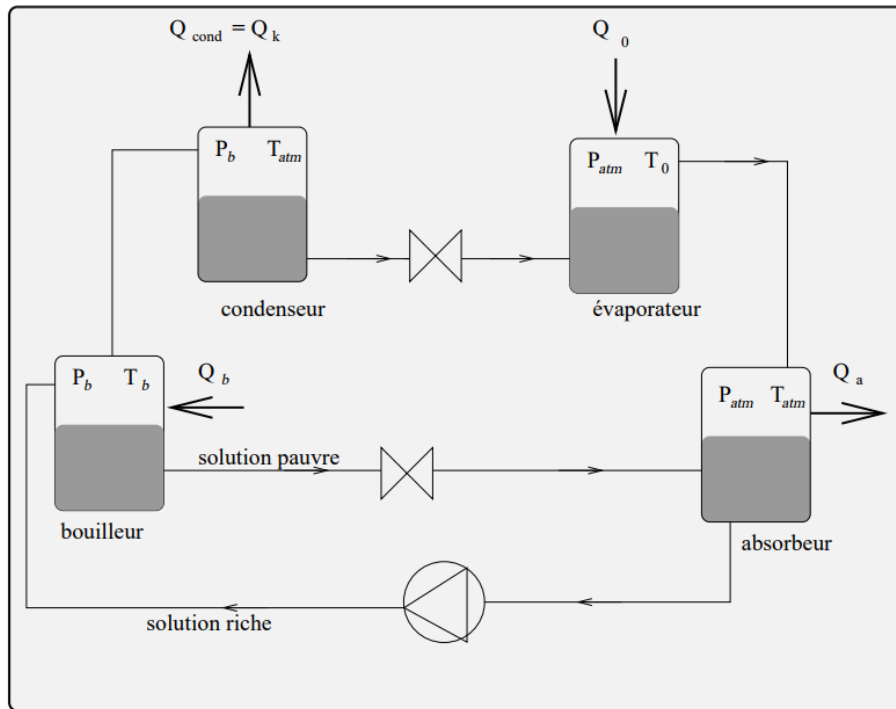 Q cond = Q k
Q 0
P b T atm
P atm T 0
condenseur
évaporateur
P b T b
Q b
P atm T atm
Q a
solution pauvre
bouilleur
absorbeur
solution riche